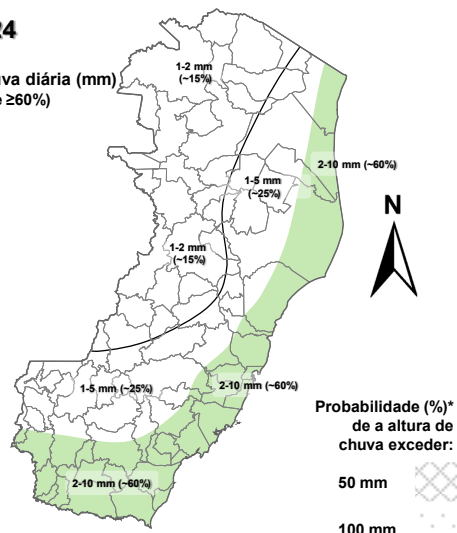 24
uva diária (mm)
e ≥60%)
1-2 mm
(~15%)
2-10 mm (~60%)
1-5 mm
(~25%)
N
1-2 mm
(~15%)
1-5 mm (~25%)
2-10 mm (~60%)
2-10 mm (~60%)
Probabilidade (%)*
de a altura de
chuva exceder:
50 mm
100 mm